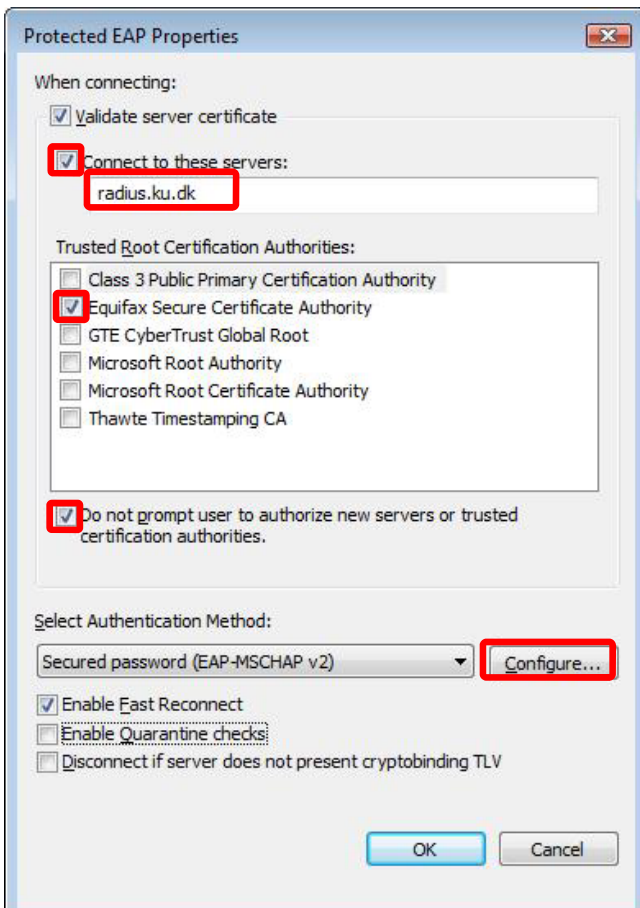 Protected EAP Properties
When connecting:
Validate server certificate
Connect to these servers:
radius.ku.dk
Trusted Root Certification Authorities:
Class 3 Public Primary Certification Authority
Equifax Secure Certificate Authority
GTE CyberTrust Global Root
Microsoft Root Authority
Microsoft Root Certificate Authority
Thawte Timestamping CA
Do not prompt user to authorize new servers or trusted
certification authorities.
Select Authentication Method:
Secured password (EAP-MSCHAP v2)
Configure...
Enable Fast Reconnect
Enable Quarantine checks
Disconnect if server does not present cryptobinding TLV
OK
Cancel